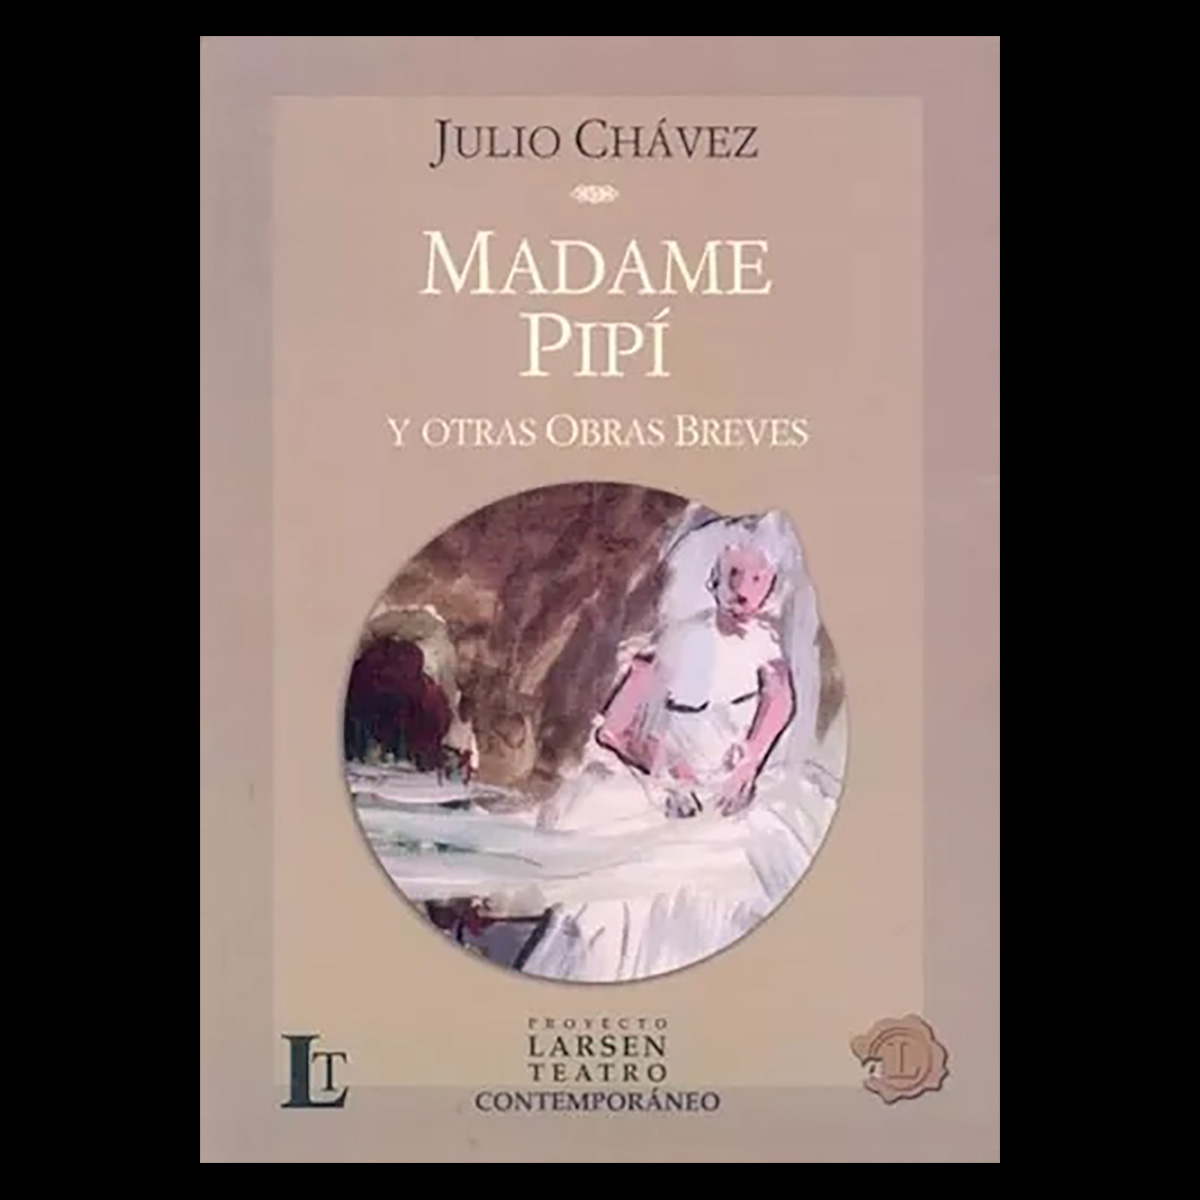 JULIO CHÁVEZ
MADAME
PIPÍ
Y OTRAS OBRAS BREVES
PROYECTO
LARSEN
TEATRO
CONTEMPORÁNEO
LT
L